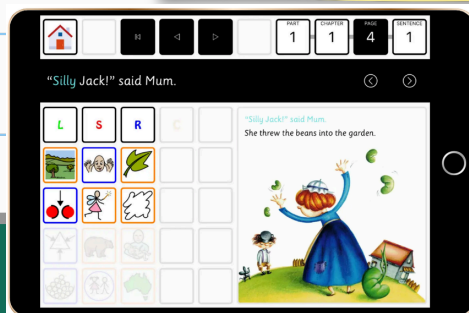 PART
1
CHAPTER
1
PAGE
4
SENTENCE
1
“Silly Jack!” said Mum.
L S R C
“Silly Jack!” said Mum.
She threw the beans into the garden.